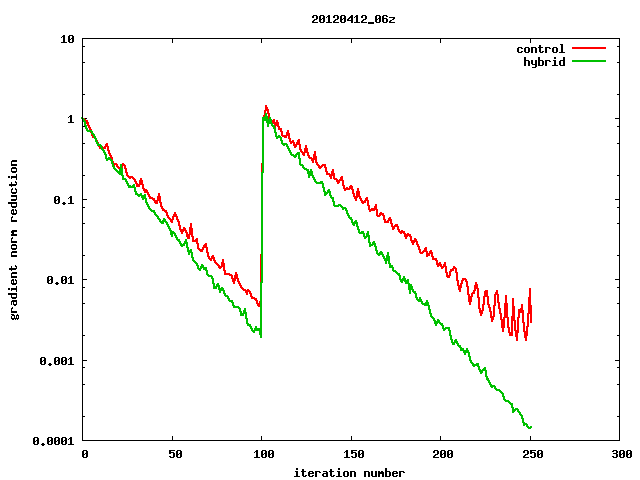 20120412_06z
control
hybrid
10
1
0.1
0.01
0.001
0.0001
gradient norm reduction
0 50 100 150 200 250 300
iteration number